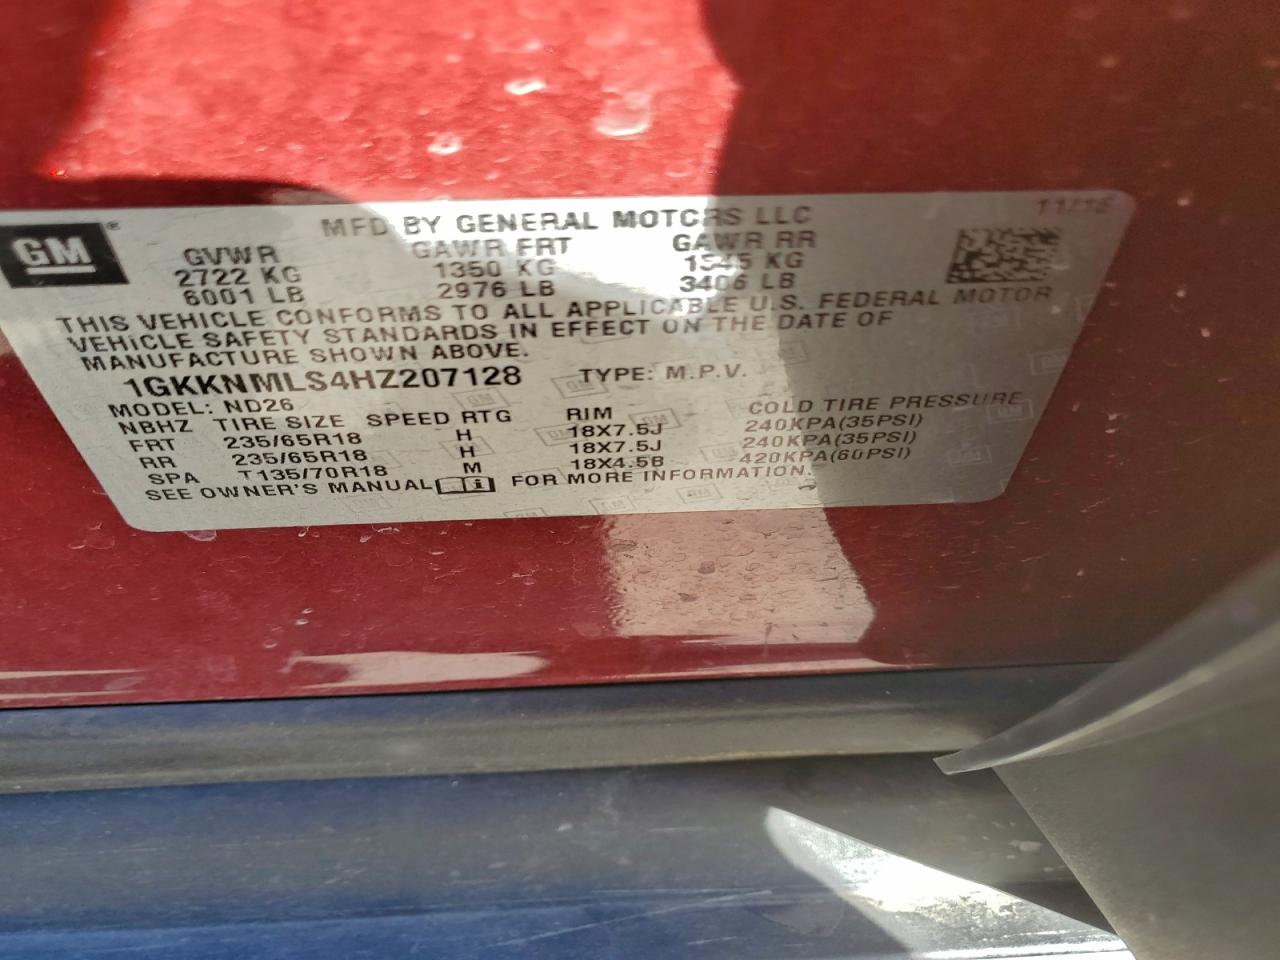 GM®
MFD BY GENERAL MOTORS LLC
GVWR GAWR FRT GAWR RR
2722 KG 1350 KG 1545 KG
6001 LB 2976 LB 3406 LB
THIS VEHICLE CONFORMS TO ALL APPLICABLE U.S. FEDERAL MOTOR
VEHICLE SAFETY STANDARDS IN EFFECT ON THE DATE OF
MANUFACTURE SHOWN ABOVE.
1GKKNMLS4HZ207128 TYPE: M.P.V.
MODEL: ND26
NBHZ TIRE SIZE SPEED RTG RIM COLD TIRE PRESSURE
FRT 235/65R18 H 18X7.5J 240KPA(35PSI)
RR 235/65R18 H 18X7.5J 240KPA(35PSI)
SPA T135/70R18 M 18X4.5B 420KPA(60PSI)
SEE OWNER'S MANUAL FOR MORE INFORMATION.